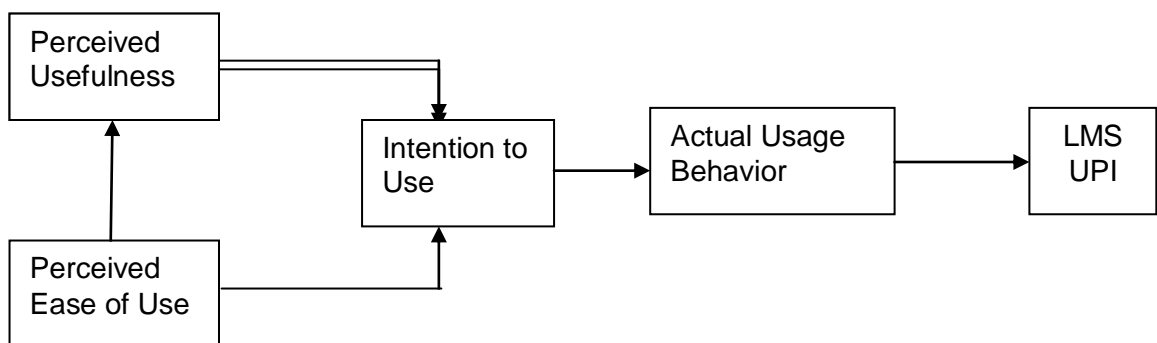 Perceived
Usefulness
Intention to
Use
Actual Usage
Behavior
LMS
UPI
Perceived
Ease of Use